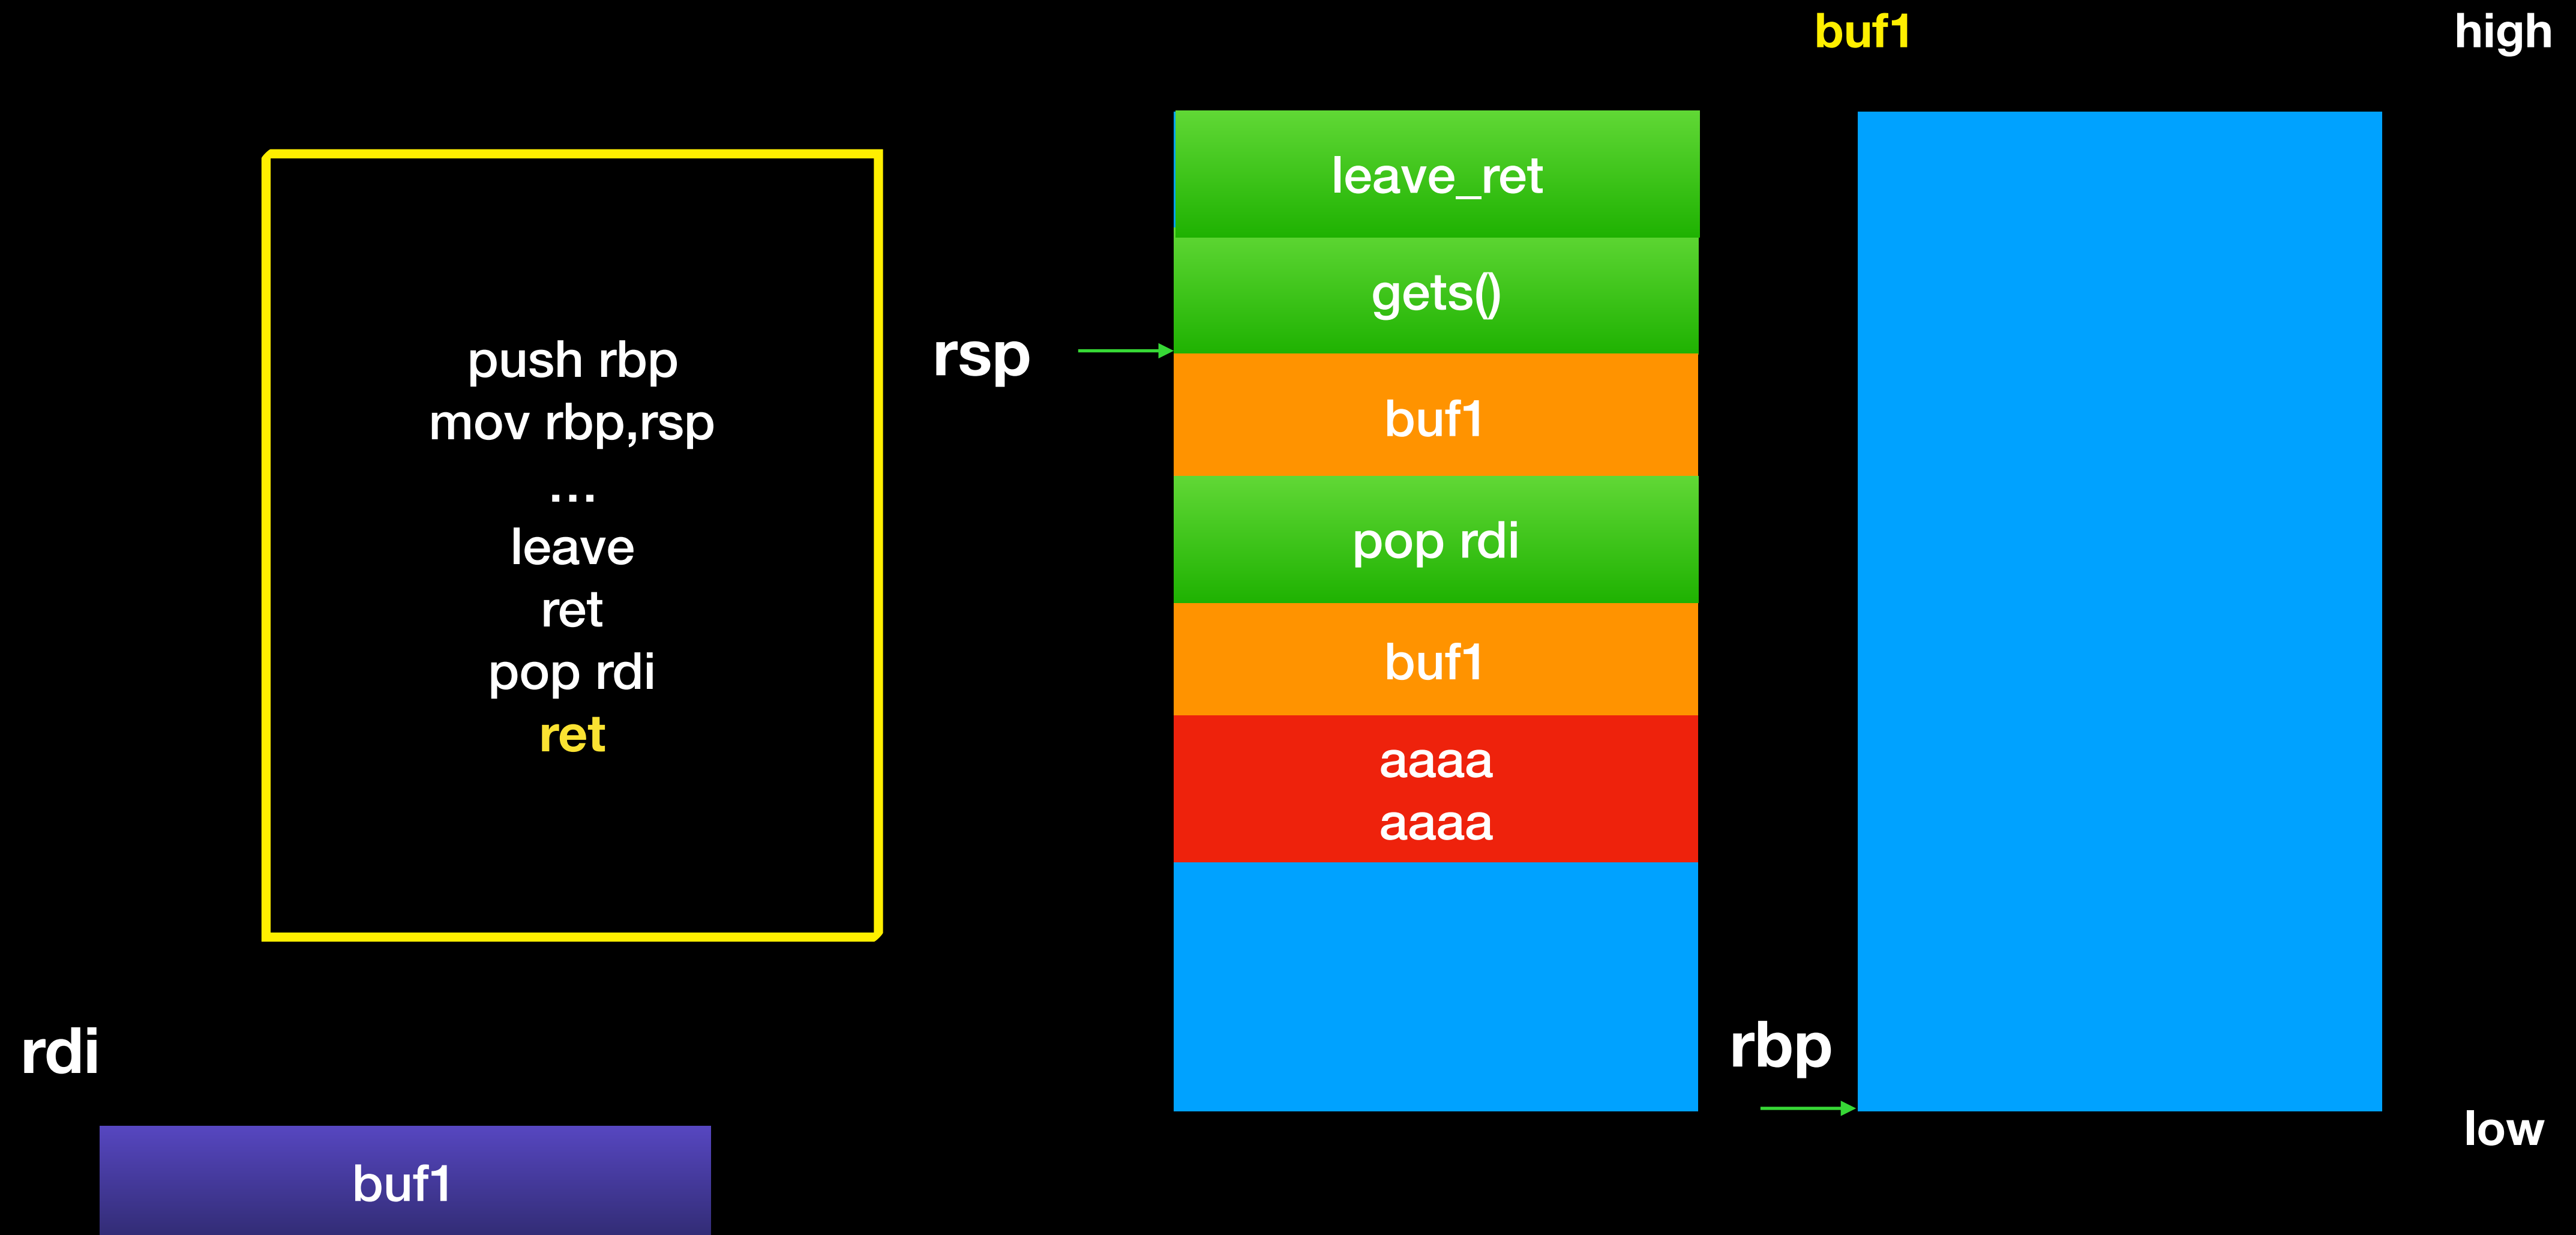 buf1
high
push rbp
mov rbp,rsp
...
leave
ret
pop rdi
ret
rsp
leave_ret
gets()
buf1
pop rdi
buf1
aaaa
aaaa
rbp
low
rdi
buf1